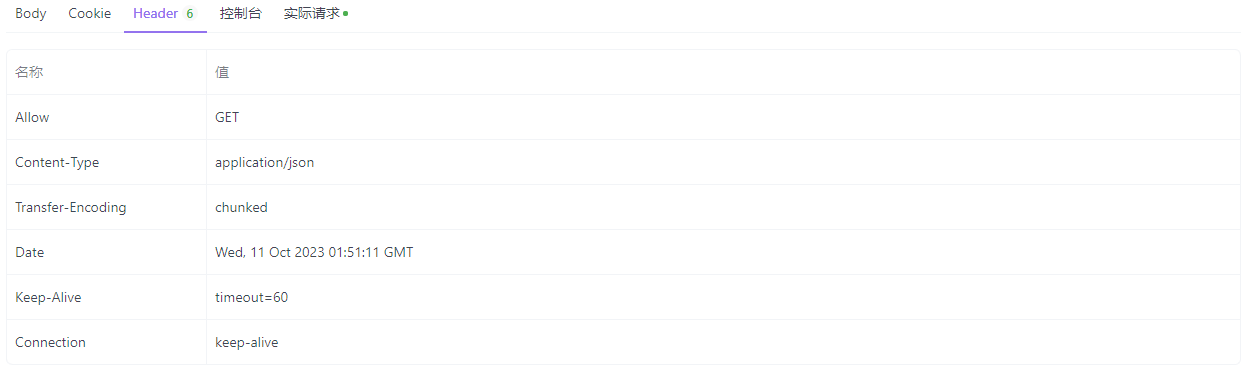 Body Cookie Header 6 控制台 实际请求
名称 值
Allow GET
Content-Type application/json
Transfer-Encoding chunked
Date Wed, 11 Oct 2023 01:51:11 GMT
Keep-Alive timeout=60
Connection keep-alive